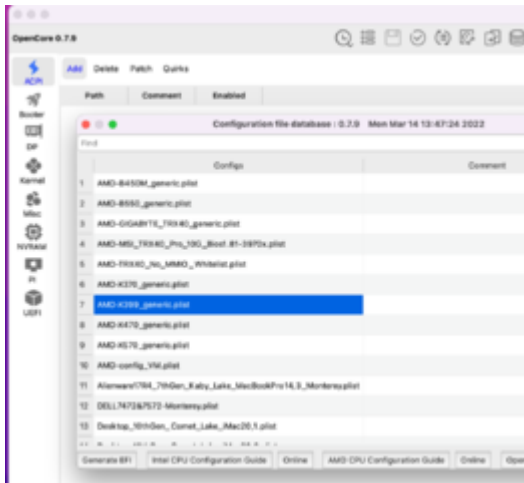 OpenCore 0.7.9
ACPI
Booter
DP
Kernel
Misc
NVRAM
PI
UEFI
Add Delete Patch Quirks
Path Comment Enabled
Configuration file database : 0.7.9 Mon Mar 14 13:47:24 2022
Find
Configs Comment
1 AMD-B450M_generic.plist
2 AMD-B550_generic.plist
3 AMD-GIGABYTE_TRX40_generic.plist
4 AMD-MSI_TRX40_Pro_10G_Biosf.81-3970x.plist
5 AMD-TRX40_No_MMIO_Whitelist.plist
6 AMD-X370_generic.plist
7 AMD-X399_generic.plist
8 AMD-X470_generic.plist
9 AMD-X570_generic.plist
10 AMD-config_VM.plist
11 Alienware17R4_7thGen_Kaby_Lake_MacBookPro14,3_Monterey.plist
12 DELL7472&7572-Monterey.plist
13 Desktop_10thGen_Comet_Lake_iMac20,1.plist
Generate EFI Intel CPU Configuration Guide Online AMD CPU Configuration Guide Online